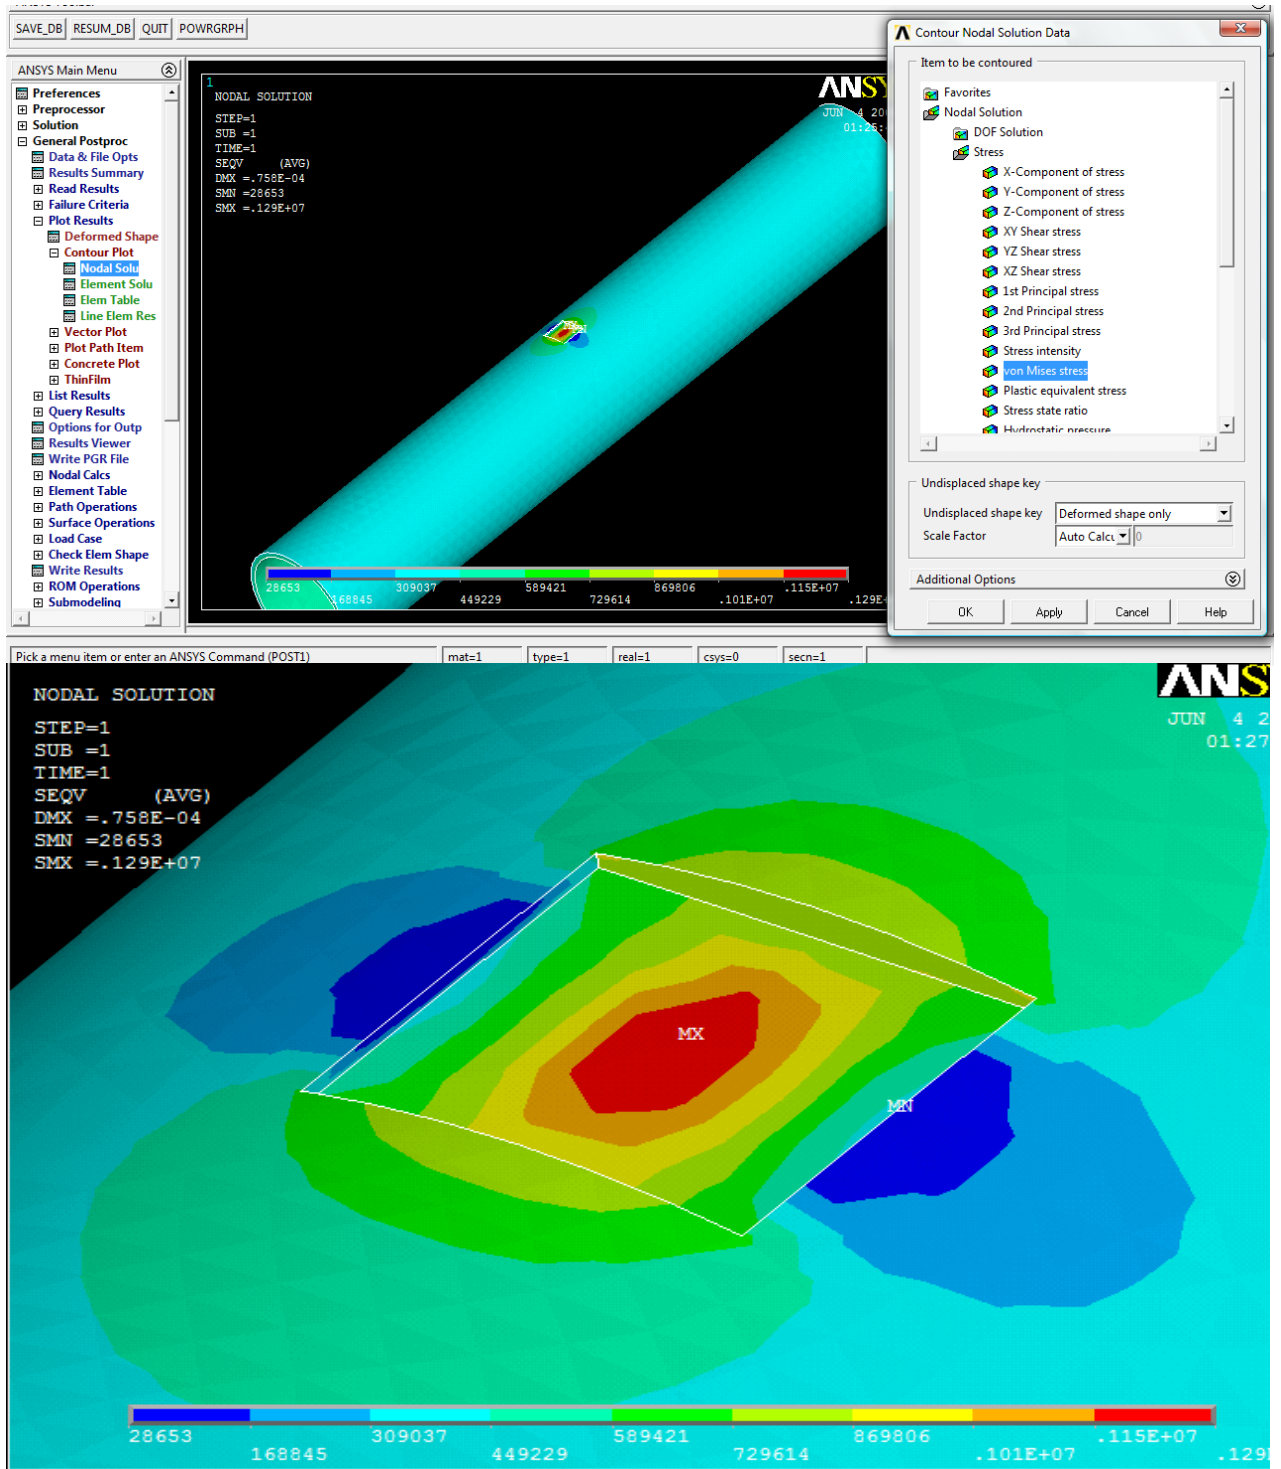 SAVE_DB RESUM_DB QUIT POWRGRPH
ANSYS Main Menu
Preferences
Preprocessor
Solution
General Postproc
Data & File Opts
Results Summary
Read Results
Failure Criteria
Plot Results
Deformed Shape
Contour Plot
Nodal Solu
Element Solu
Elem Table
Line Elem Res
Vector Plot
Plot Path Item
Concrete Plot
ThinFilm
List Results
Query Results
Options for Outp
Results Viewer
Write PGR File
Nodal Calcs
Element Table
Path Operations
Surface Operations
Load Case
Check Elem Shape
Write Results
ROM Operations
Submodeling
1
NODAL SOLUTION
STEP=1
SUB =1
TIME=1
SEQV (AVG)
DMX =.758E-04
SMN =28653
SMX =.129E+07
ANSY
JUN 4 20
01:25:
28653 309037 589421 869806 .115E+07
168845 449229 729614 .101E+07 .129E+
Contour Nodal Solution Data
Item to be contoured
Favorites
Nodal Solution
DOF Solution
Stress
X-Component of stress
Y-Component of stress
Z-Component of stress
XY Shear stress
YZ Shear stress
XZ Shear stress
1st Principal stress
2nd Principal stress
3rd Principal stress
Stress intensity
von Mises stress
Plastic equivalent stress
Stress state ratio
Hydrostatic pressure
Undisplaced shape key
Undisplaced shape key Deformed shape only
Scale Factor Auto Calcu 0
Additional Options
OK Apply Cancel Help
Pick a menu item or enter an ANSYS Command (POST1) mat=1 type=1 real=1 csys=0 secn=1
NODAL SOLUTION
STEP=1
SUB =1
TIME=1
SEQV (AVG)
DMX =.758E-04
SMN =28653
SMX =.129E+07
ANS
JUN 4 2
01:27
MX
MN
28653 309037 589421 869806 .115E+07
168845 449229 729614 .101E+07 .129